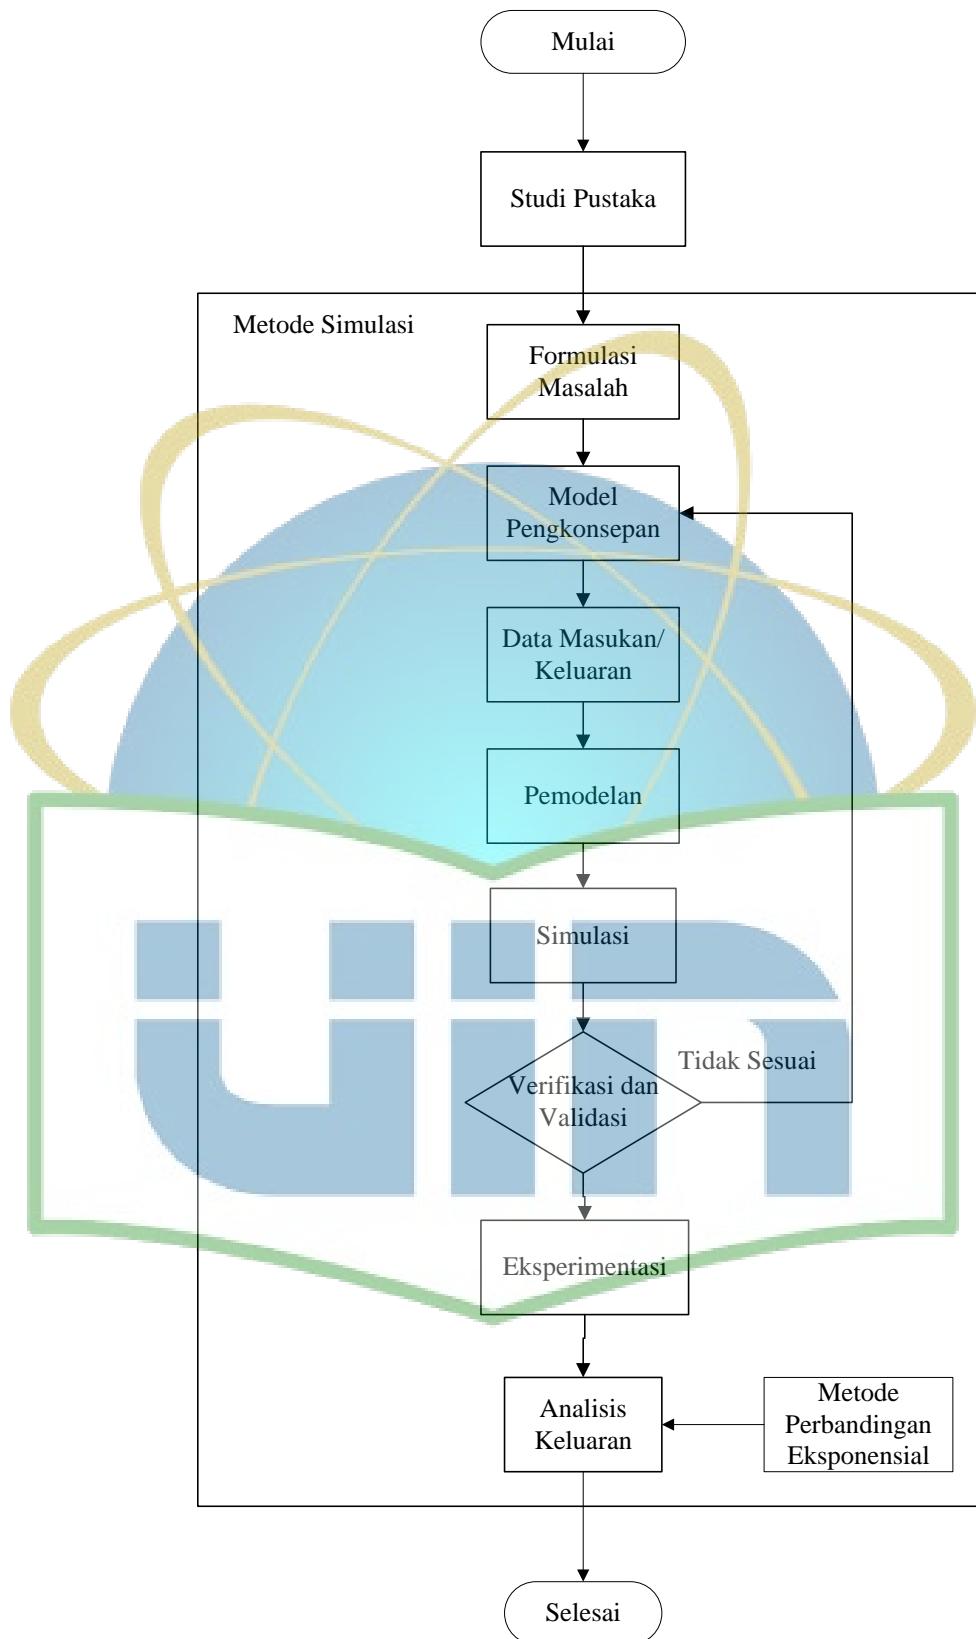 Mulai
Studi Pustaka
Metode Simulasi
Formulasi
Masalah
Model
Pengkonsepan
Data Masukan/
Keluaran
Pemodelan
Simulasi
Tidak Sesuai
Verifikasi dan
Validasi
Eksperimentasi
Analisis
Keluaran
Metode
Perbandingan
Eksponensial
Selesai
uin